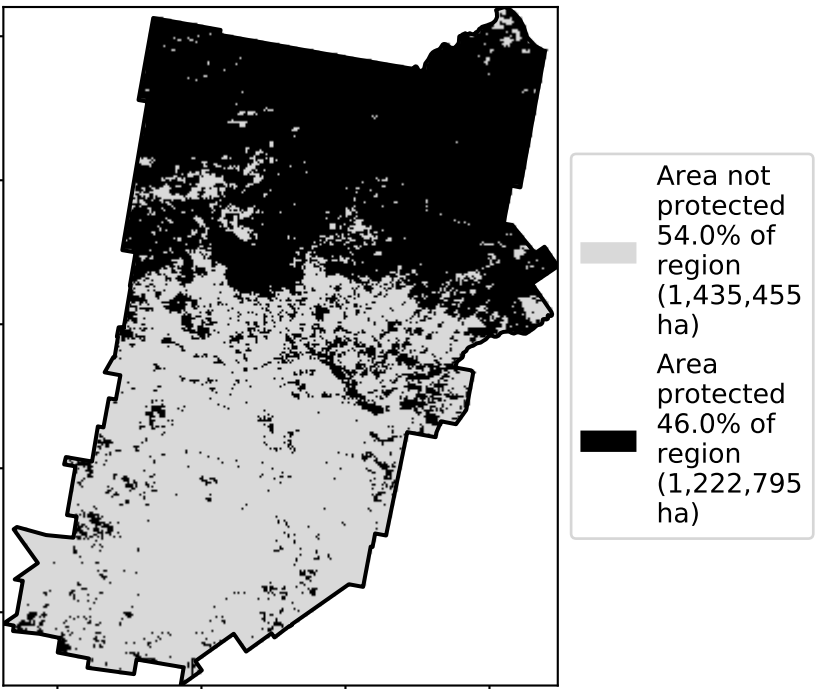 Area not
protected
54.0% of
region
(1,435,455
ha)
Area
protected
46.0% of
region
(1,222,795
ha)